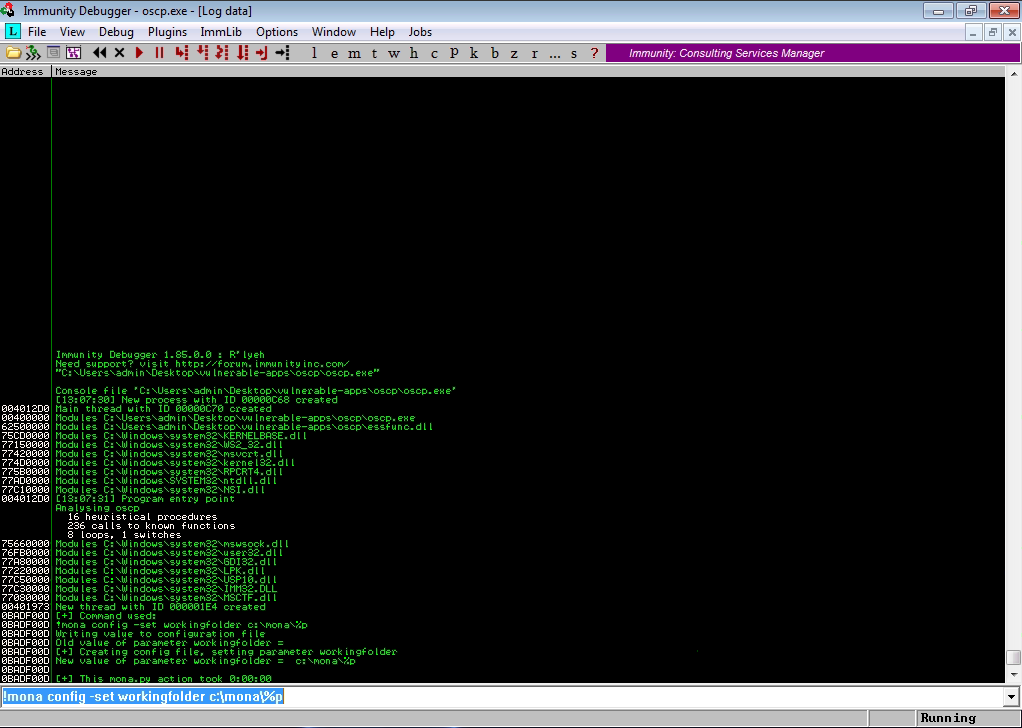 Immunity Debugger - oscp.exe - [Log data]
L File View Debug Plugins ImmLib Options Window Help Jobs
l e m t w h c p k b z r ... s ? Immunity: Consulting Services Manager
Address Message
Immunity Debugger 1.85.0.0 : R'lyeh
Need support? visit http://forum.immunityinc.com/
"C:\Users\admin\Desktop\vulnerable-apps\oscp\oscp.exe"
Console file 'C:\Users\admin\Desktop\vulnerable-apps\oscp\oscp.exe'
[13:07:30] New process with ID 00000C68 created
004012D0 Main thread with ID 00000C70 created
00400000 Modules C:\Users\admin\Desktop\vulnerable-apps\oscp\oscp.exe
62500000 Modules C:\Users\admin\Desktop\vulnerable-apps\oscp\essfunc.dll
75CD0000 Modules C:\Windows\system32\KERNELBASE.dll
77150000 Modules C:\Windows\system32\WS2_32.dll
77420000 Modules C:\Windows\system32\msvcrt.dll
774D0000 Modules C:\Windows\system32\kernel32.dll
775B0000 Modules C:\Windows\system32\RPCRT4.dll
77AD0000 Modules C:\Windows\SYSTEM32\ntdll.dll
77C10000 Modules C:\Windows\system32\NSI.dll
004012D0 [13:07:31] Program entry point
Analysing oscp
16 heuristical procedures
236 calls to known functions
8 loops, 1 switches
75660000 Modules C:\Windows\system32\mswsock.dll
76FB0000 Modules C:\Windows\system32\user32.dll
77A80000 Modules C:\Windows\system32\GDI32.dll
77220000 Modules C:\Windows\system32\LPK.dll
77C50000 Modules C:\Windows\system32\USP10.dll
77C30000 Modules C:\Windows\system32\IMM32.DLL
77080000 Modules C:\Windows\system32\MSCTF.dll
00401973 New thread with ID 000001E4 created
0BADF00D [+] Command used:
0BADF00D !mona config -set workingfolder c:\mona\%p
0BADF00D Writing value to configuration file
0BADF00D Old value of parameter workingfolder =
0BADF00D [+] Creating config file, setting parameter workingfolder
0BADF00D New value of parameter workingfolder =  c:\mona\%p
0BADF00D
0BADF00D [+] This mona.py action took 0:00:00
!mona config -set workingfolder c:\mona\%p
Running